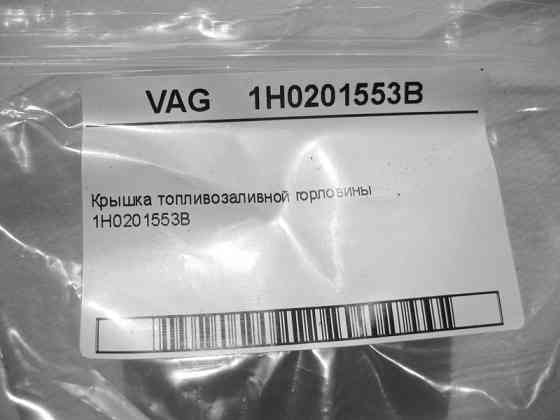 VAG 1H0201553B
Крышка топливозаливной горловины
1H0201553B